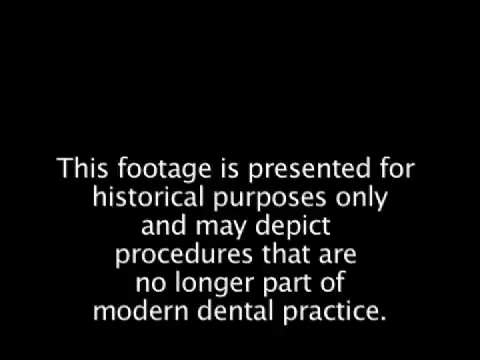 This footage is presented for
historical purposes only
and may depict
procedures that are
no longer part of
modern dental practice.